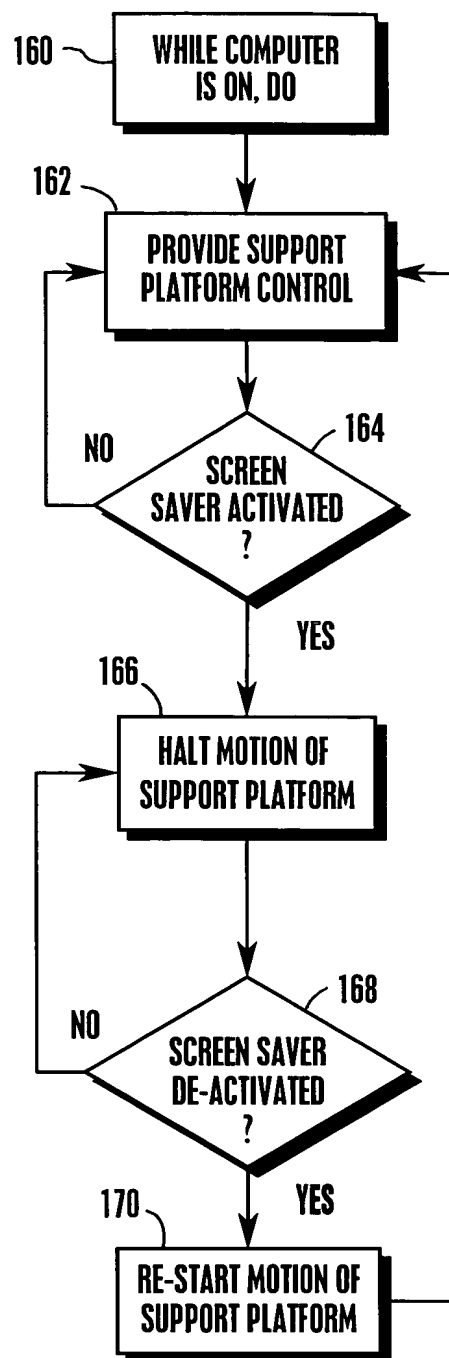 160
WHILE COMPUTER
IS ON, DO
162
PROVIDE SUPPORT
PLATFORM CONTROL
164
NO
SCREEN
SAVER ACTIVATED
?
YES
166
HALT MOTION OF
SUPPORT PLATFORM
168
NO
SCREEN SAVER
DE-ACTIVATED
?
YES
170
RE-START MOTION OF
SUPPORT PLATFORM